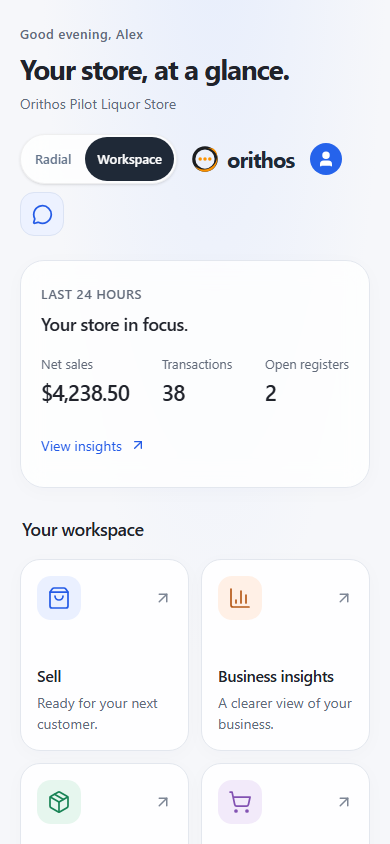 Good evening, Alex
Your store, at a glance.
Orithos Pilot Liquor Store
Radial Workspace orithos
LAST 24 HOURS
Your store in focus.
Net sales Transactions Open registers
$4,238.50 38 2
View insights
Your workspace
Sell
Ready for your next
customer.
Business insights
A clearer view of your
business.